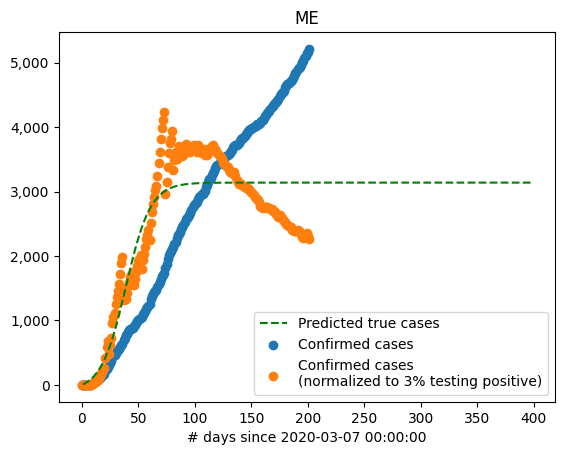 ME
5,000
4,000
3,000
2,000
1,000
0
0 50 100 150 200 250 300 350 400
# days since 2020-03-07 00:00:00
Predicted true cases
Confirmed cases
Confirmed cases
(normalized to 3% testing positive)